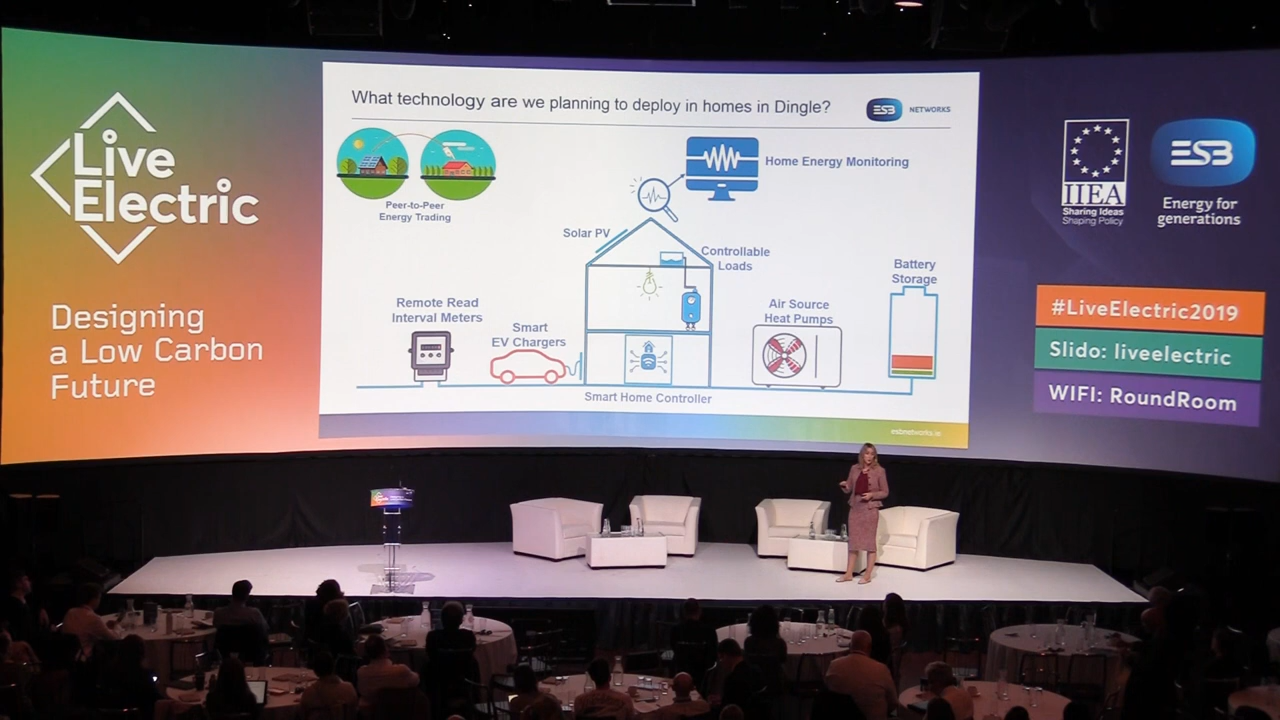 Live
Electric
Designing
a Low Carbon
Future
What technology are we planning to deploy in homes in Dingle?
ESB NETWORKS
Peer-to-Peer
Energy Trading
Home Energy Monitoring
Solar PV
Controllable
Loads
Battery
Storage
Remote Read
Interval Meters
Smart
EV Chargers
Air Source
Heat Pumps
Smart Home Controller
esbnetworks.ie
IIEA
Sharing Ideas
Shaping Policy
ESB
Energy for
generations
#LiveElectric2019
Slido: liveelectric
WIFI: RoundRoom